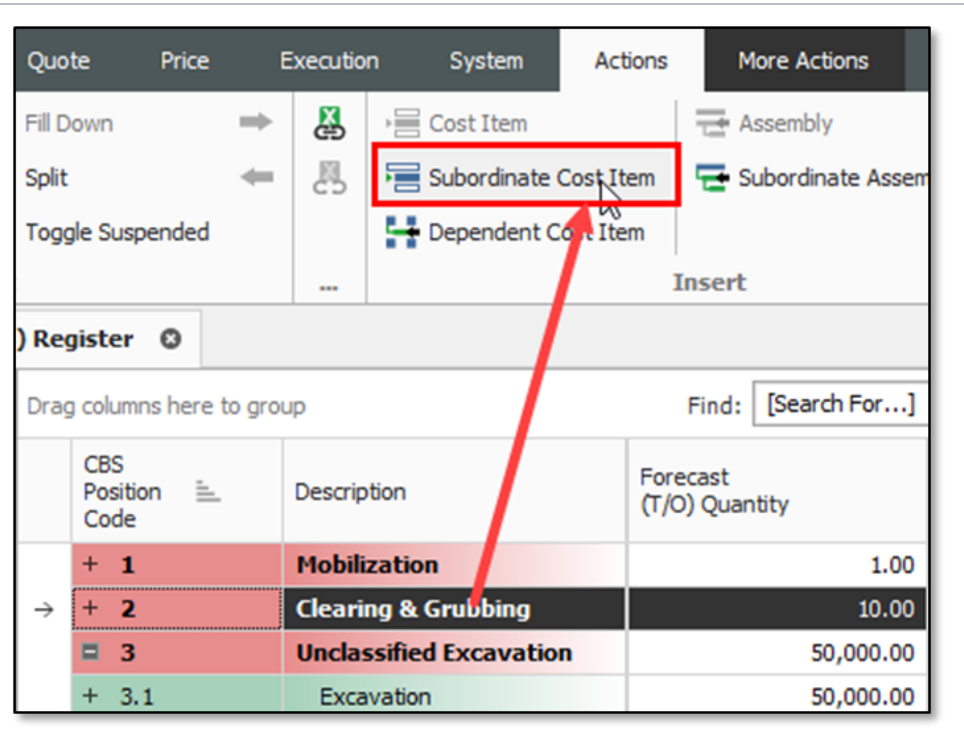 Quote Price Execution System Actions More Actions
Fill Down Cost Item Assembly
Split Subordinate Cost Item Subordinate Assem
Toggle Suspended Dependent Cost Item
... Insert
) Register
Drag columns here to group Find: [Search For...]
CBS
Position
Code
Description
Forecast
(T/O) Quantity
+ 1 Mobilization 1.00
+ 2 Clearing & Grubbing 10.00
3 Unclassified Excavation 50,000.00
+ 3.1 Excavation 50,000.00